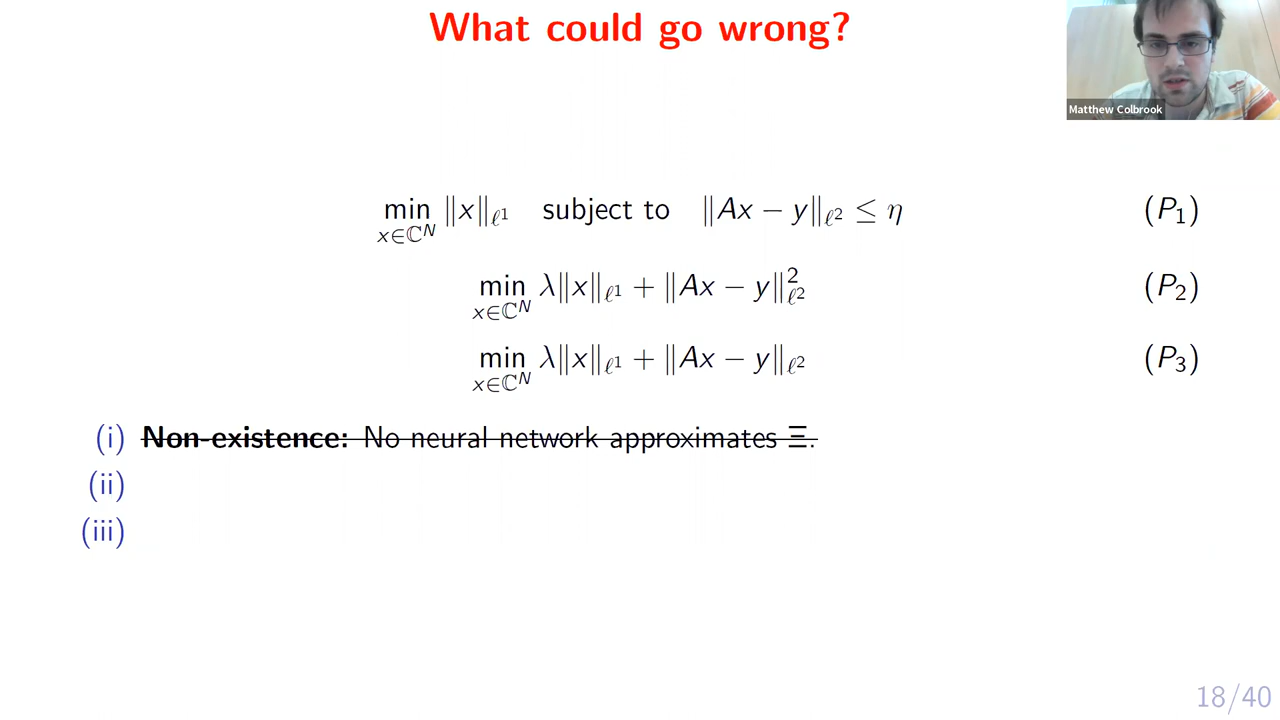 What could go wrong?
Matthew Colbrook
min_{x∈ℂ^N} ‖x‖_{ℓ^1} subject to ‖Ax − y‖_{ℓ^2} ≤ η (P_1)
min_{x∈ℂ^N} λ‖x‖_{ℓ^1} + ‖Ax − y‖²_{ℓ^2} (P_2)
min_{x∈ℂ^N} λ‖x‖_{ℓ^1} + ‖Ax − y‖_{ℓ^2} (P_3)
(i) Non-existence: No neural network approximates Ξ.
(ii)
(iii)
18/40